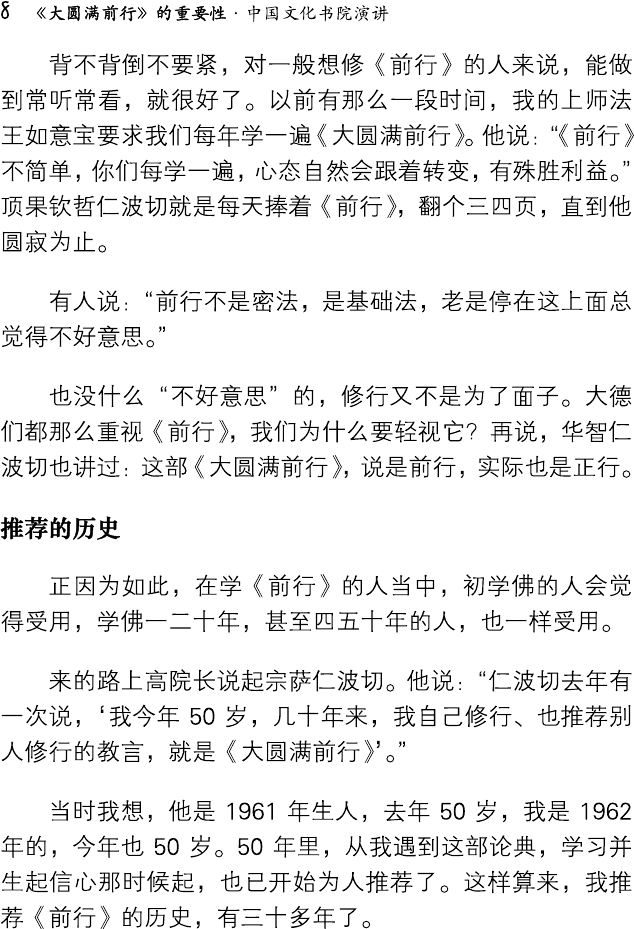 8 《大圆满前行》的重要性 · 中国文化书院演讲
背不背倒不要紧，对一般想修《前行》的人来说，能做
到常听常看，就很好了。以前有那么一段时间，我的上师法
王如意宝要求我们每年学一遍《大圆满前行》。他说：“《前行》
不简单，你们每学一遍，心态自然会跟着转变，有殊胜利益。”
顶果钦哲仁波切就是每天捧着《前行》，翻个三四页，直到他
圆寂为止。
有人说：“前行不是密法，是基础法，老是停在这上面总
觉得不好意思。”
也没什么“不好意思”的，修行又不是为了面子。大德
们都那么重视《前行》，我们为什么要轻视它？再说，华智仁
波切也讲过：这部《大圆满前行》，说是前行，实际也是正行。
推荐的历史
正因为如此，在学《前行》的人当中，初学佛的人会觉
得受用，学佛一二十年，甚至四五十年的人，也一样受用。
来的路上高院长说起宗萨仁波切。他说：“仁波切去年有
一次说，‘我今年 50 岁，几十年来，我自己修行、也推荐别
人修行的教言，就是《大圆满前行》’。”
当时我想，他是 1961 年生人，去年 50 岁，我是 1962
年的，今年也 50 岁。50 年里，从我遇到这部论典，学习并
生起信心那时候起，也已开始为人推荐了。这样算来，我推
荐《前行》的历史，有三十多年了。